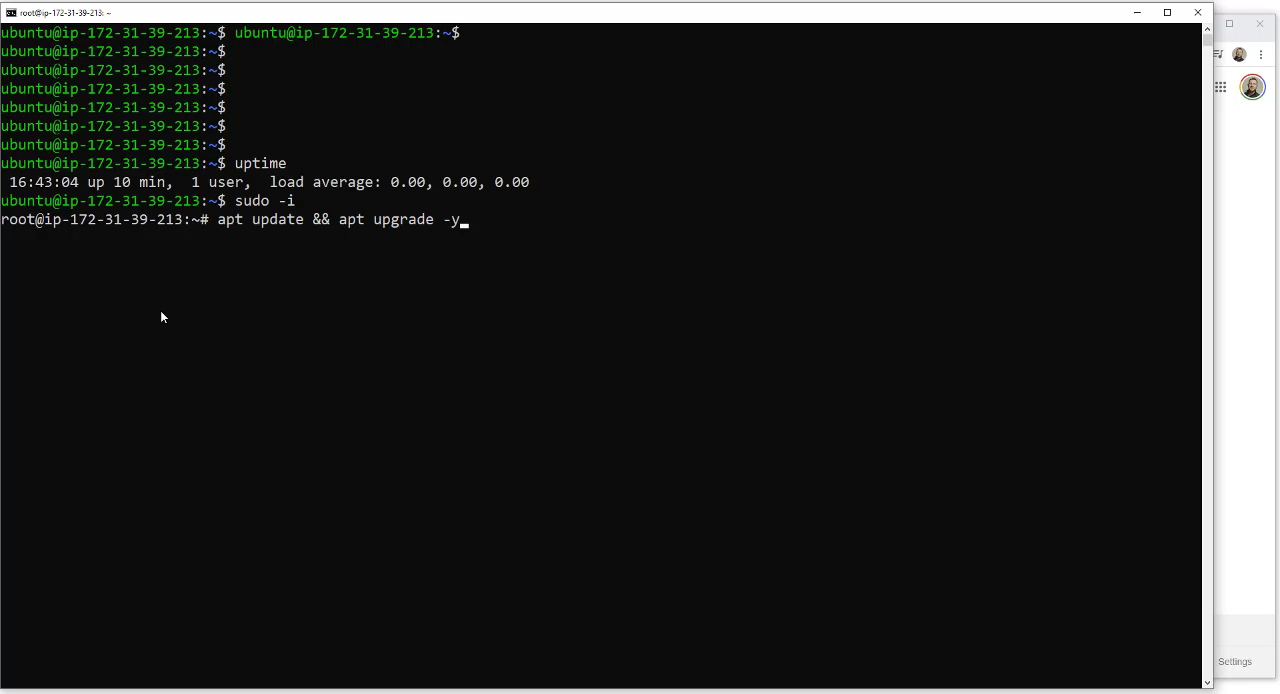 root@ip-172-31-39-213: ~
ubuntu@ip-172-31-39-213:~$ ubuntu@ip-172-31-39-213:~$
ubuntu@ip-172-31-39-213:~$
ubuntu@ip-172-31-39-213:~$
ubuntu@ip-172-31-39-213:~$
ubuntu@ip-172-31-39-213:~$
ubuntu@ip-172-31-39-213:~$
ubuntu@ip-172-31-39-213:~$
ubuntu@ip-172-31-39-213:~$ uptime
 16:43:04 up 10 min,  1 user,  load average: 0.00, 0.00, 0.00
ubuntu@ip-172-31-39-213:~$ sudo -i
root@ip-172-31-39-213:~# apt update && apt upgrade -y
Settings